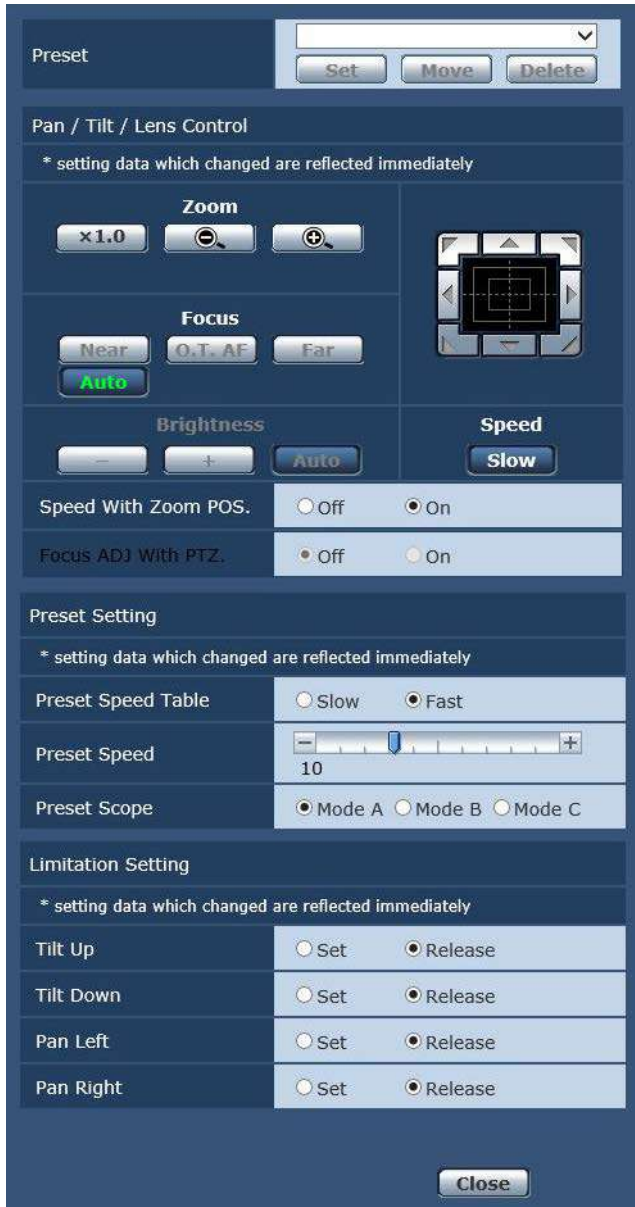 Preset
Set Move Delete
Pan / Tilt / Lens Control
* setting data which changed are reflected immediately
Zoom
×1.0
Focus
Near O.T. AF Far
Auto
Brightness
Speed
- + Auto
Slow
Speed With Zoom POS. Off On
Focus ADJ With PTZ. Off On
Preset Setting
* setting data which changed are reflected immediately
Preset Speed Table Slow Fast
Preset Speed - +
10
Preset Scope Mode A Mode B Mode C
Limitation Setting
* setting data which changed are reflected immediately
Tilt Up Set Release
Tilt Down Set Release
Pan Left Set Release
Pan Right Set Release
Close